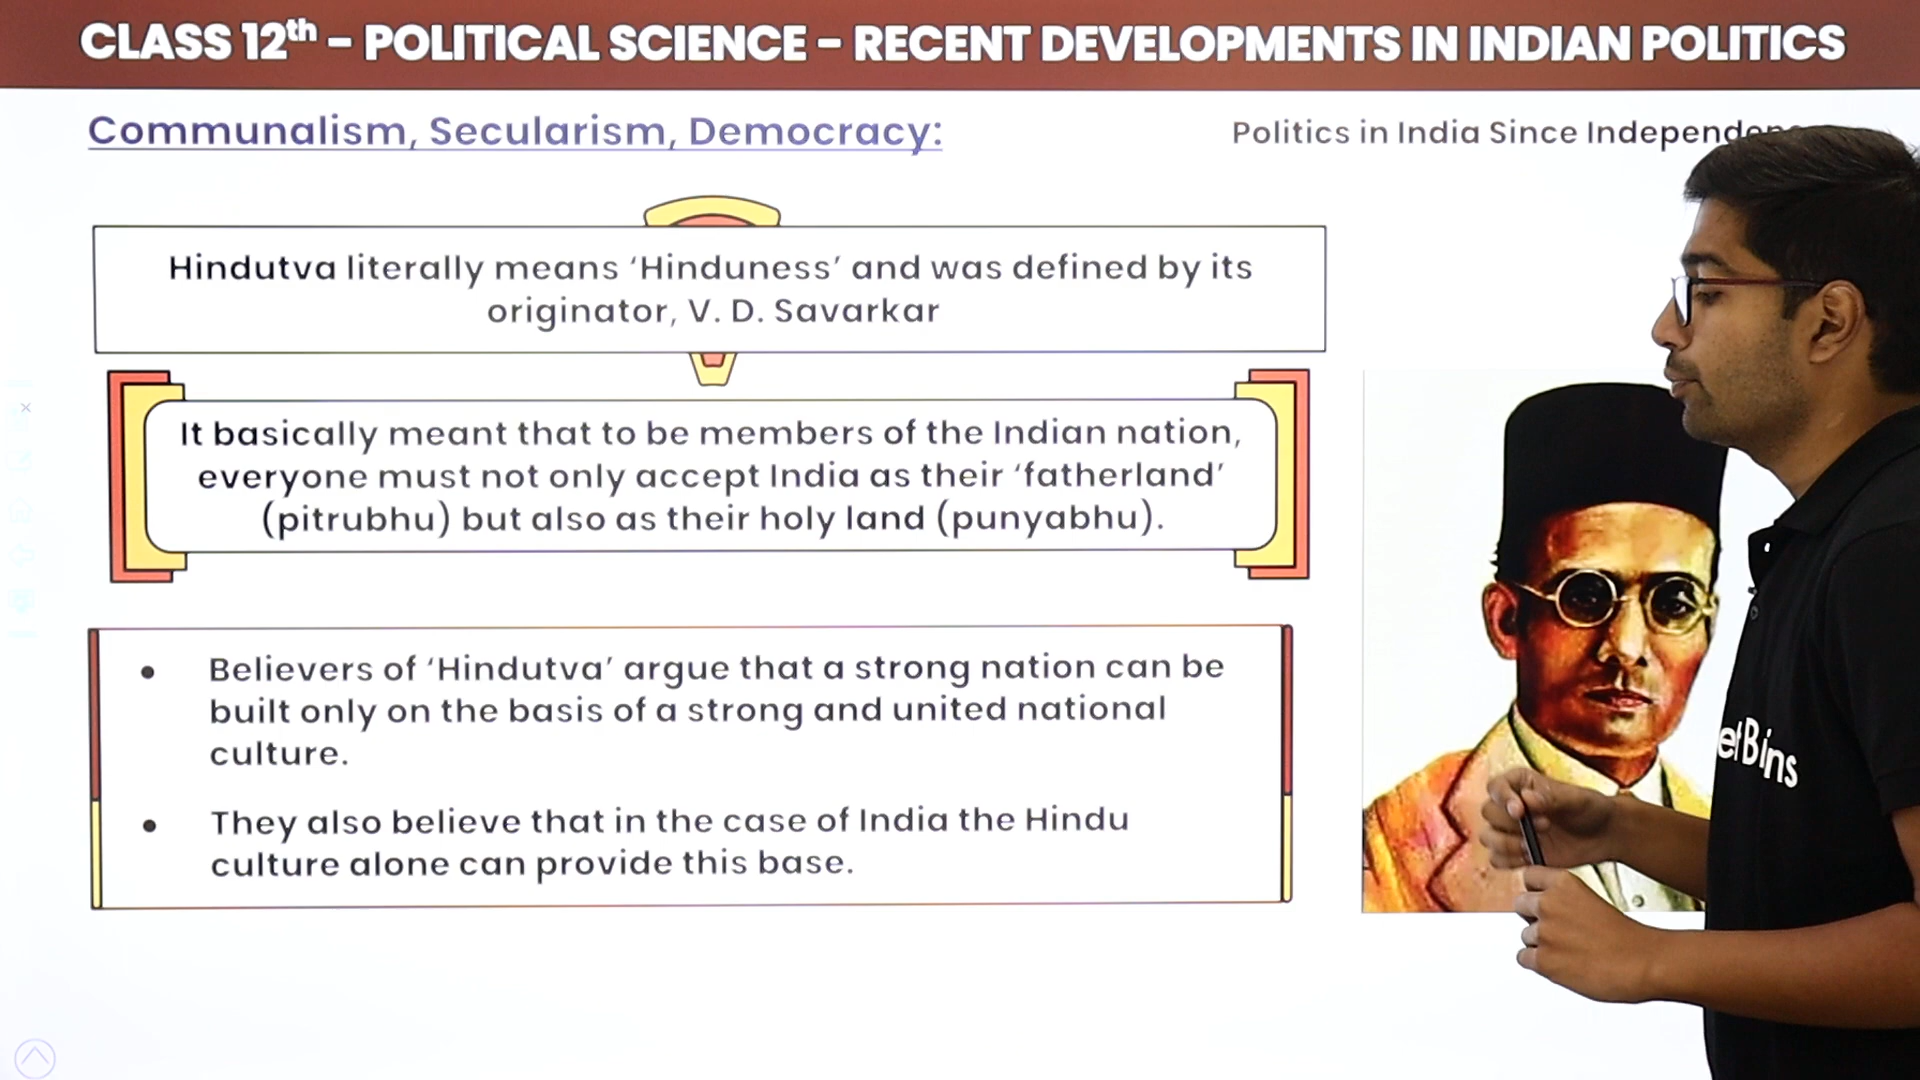 CLASS 12th – POLITICAL SCIENCE – RECENT DEVELOPMENTS IN INDIAN POLITICS
Communalism, Secularism, Democracy:
Politics in India Since
Hindutva literally means ‘Hinduness’ and was defined by its
originator, V. D. Savarkar
It basically meant that to be members of the Indian nation,
everyone must not only accept India as their ‘fatherland’
(pitrubhu) but also as their holy land (punyabhu).
• Believers of ‘Hindutva’ argue that a strong nation can be
built only on the basis of a strong and united national
culture.
• They also believe that in the case of India the Hindu
culture alone can provide this base.